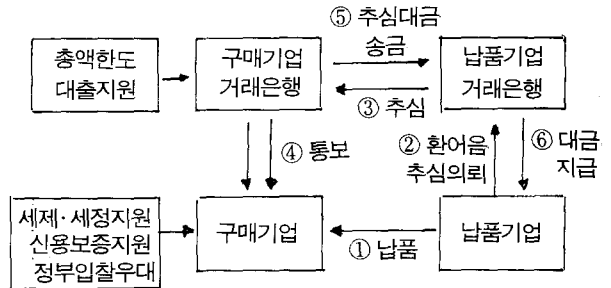 ⑤ 추심대금
송금
총액한도
대출지원
구매기업
거래은행
납품기업
거래은행
③ 추심
④ 통보
② 환어음
추심의뢰
⑥ 대금
지급
세제·세정지원
신용보증지원
정부입찰우대
구매기업
① 납품
납품기업